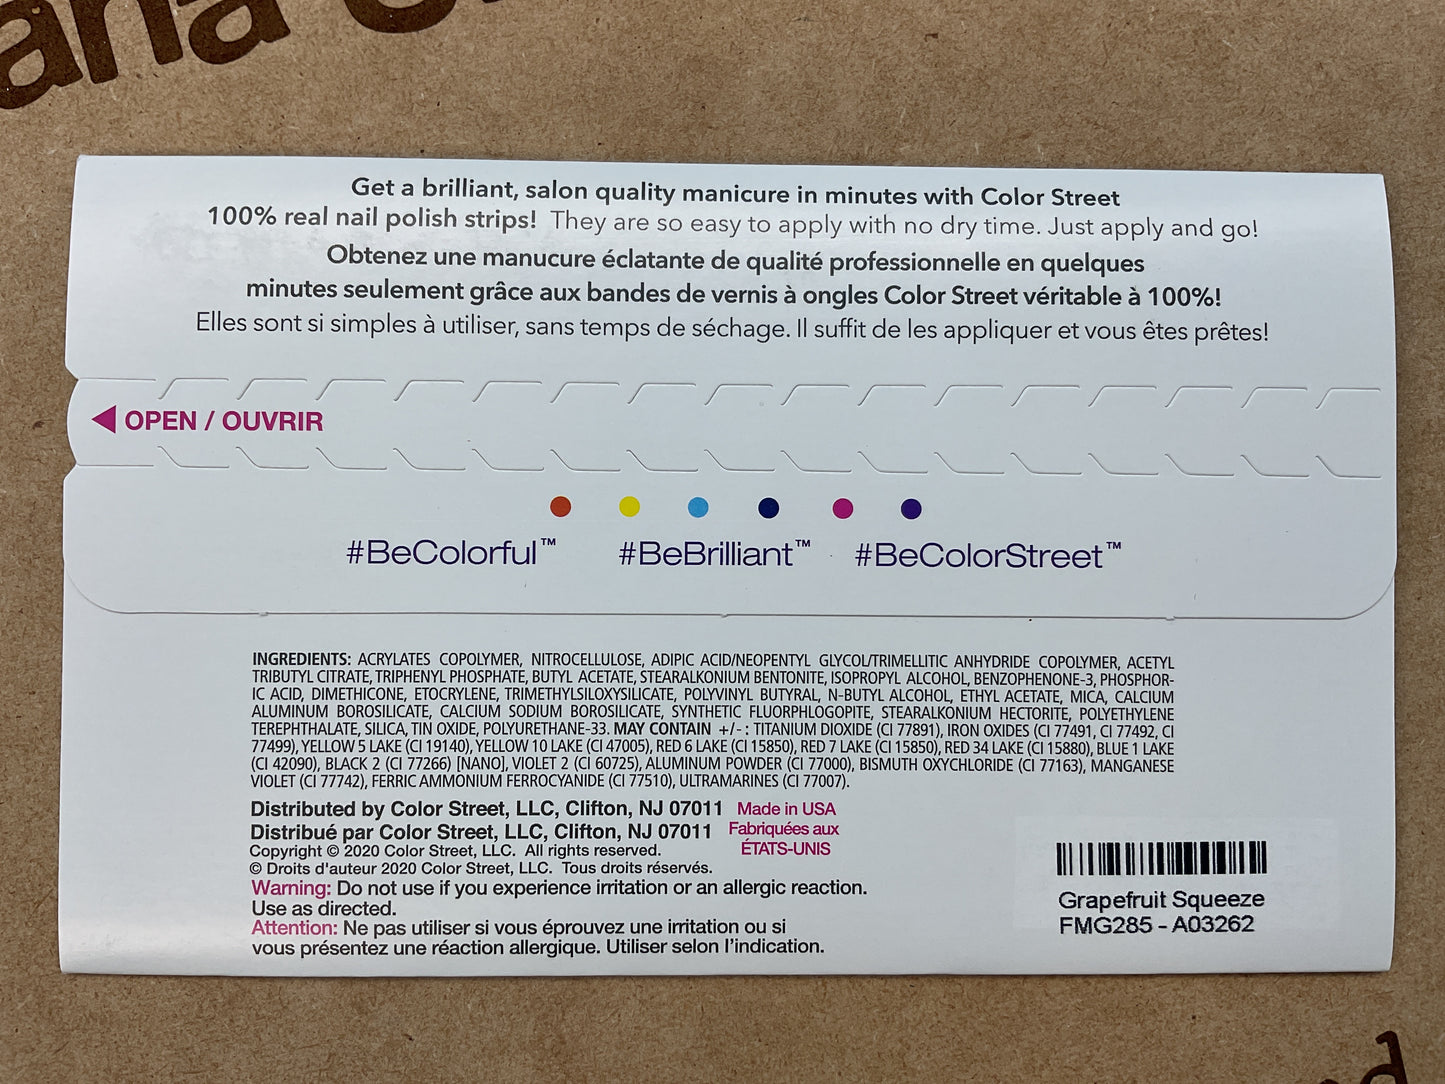 Get a brilliant, salon quality manicure in minutes with Color Street
100% real nail polish strips! They are so easy to apply with no dry time. Just apply and go!
Obtenez une manucure éclatante de qualité professionnelle en quelques
minutes seulement grâce aux bandes de vernis à ongles Color Street véritable à 100%!
Elles sont si simples à utiliser, sans temps de séchage. Il suffit de les appliquer et vous êtes prêtes!
OPEN / OUVRIR
#BeColorful™ #BeBrilliant™ #BeColorStreet™
INGREDIENTS: ACRYLATES COPOLYMER, NITROCELLULOSE, ADIPIC ACID/NEOPENTYL GLYCOL/TRIMELLITIC ANHYDRIDE COPOLYMER, ACETYL
TRIBUTYL CITRATE, TRIPHENYL PHOSPHATE, BUTYL ACETATE, STEARALKONIUM BENTONITE, ISOPROPYL ALCOHOL, BENZOPHENONE-3, PHOSPHOR-
IC ACID, DIMETHICONE, ETOCRYLENE, TRIMETHYLSILOXYSILICATE, POLYVINYL BUTYRAL, N-BUTYL ALCOHOL, ETHYL ACETATE, MICA, CALCIUM
ALUMINUM BOROSILICATE, CALCIUM SODIUM BOROSILICATE, SYNTHETIC FLUORPHLOGOPITE, STEARALKONIUM HECTORITE, POLYETHYLENE
TEREPHTHALATE, SILICA, TIN OXIDE, POLYURETHANE-33. MAY CONTAIN +/- : TITANIUM DIOXIDE (CI 77891), IRON OXIDES (CI 77491, CI 77492, CI
77499), YELLOW 5 LAKE (CI 19140), YELLOW 10 LAKE (CI 47005), RED 6 LAKE (CI 15850), RED 7 LAKE (CI 15850), RED 34 LAKE (CI 15880), BLUE 1 LAKE
(CI 42090), BLACK 2 (CI 77266) [NANO], VIOLET 2 (CI 60725), ALUMINUM POWDER (CI 77000), BISMUTH OXYCHLORIDE (CI 77163), MANGANESE
VIOLET (CI 77742), FERRIC AMMONIUM FERROCYANIDE (CI 77510), ULTRAMARINES (CI 77007).
Distributed by Color Street, LLC, Clifton, NJ 07011
Distribué par Color Street, LLC, Clifton, NJ 07011
Made in USA
Fabriquées aux
ÉTATS-UNIS
Copyright © 2020 Color Street, LLC. All rights reserved.
© Droits d'auteur 2020 Color Street, LLC. Tous droits réservés.
Warning: Do not use if you experience irritation or an allergic reaction.
Use as directed.
Attention: Ne pas utiliser si vous éprouvez une irritation ou si
vous présentez une réaction allergique. Utiliser selon l'indication.
Grapefruit Squeeze
FMG285 - A03262